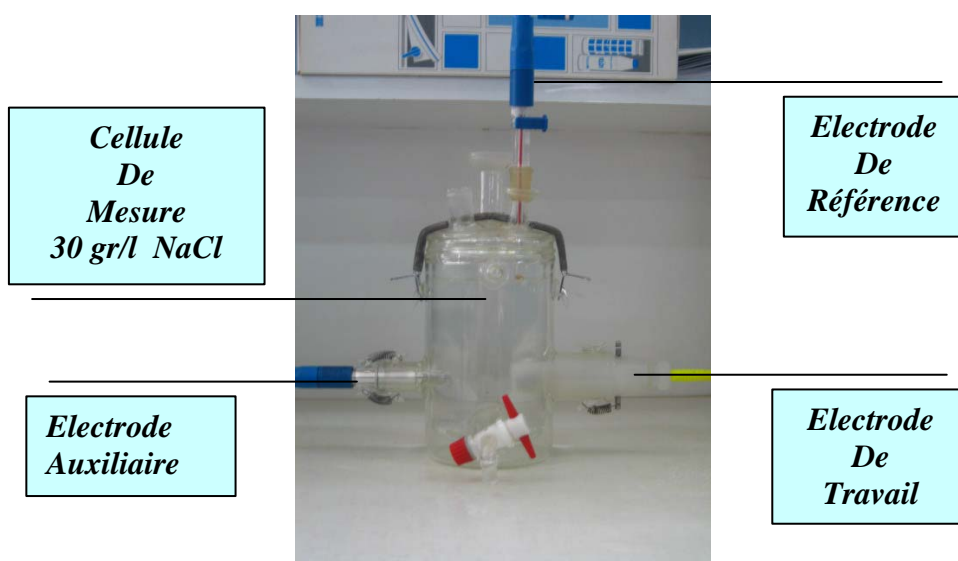 Cellule
De
Mesure
30 gr/l NaCl
Electrode
De
Référence
Electrode
Auxiliaire
Electrode
De
Travail